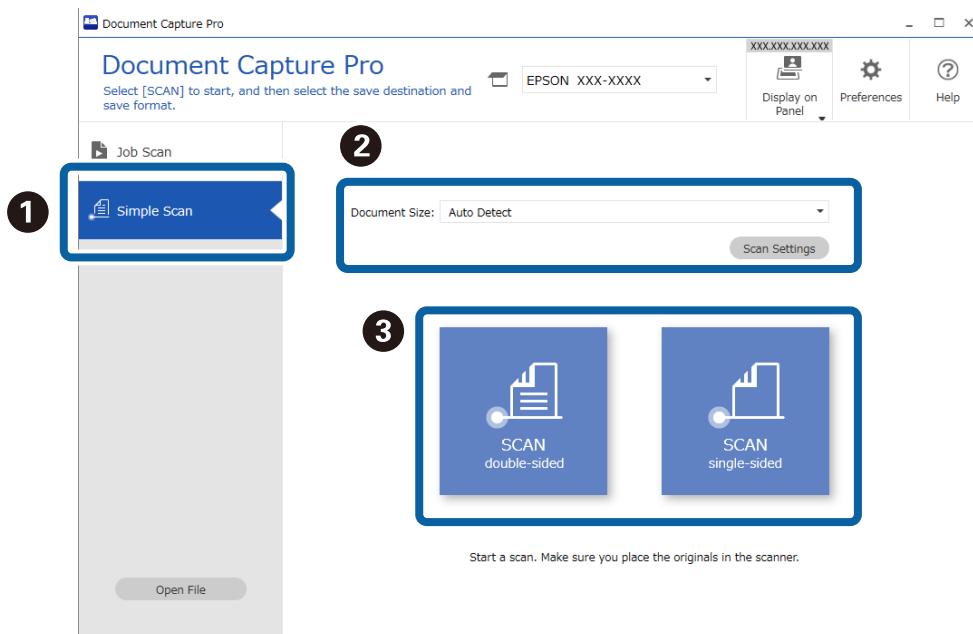 Document Capture Pro
Document Capture Pro
Select [SCAN] to start, and then select the save destination and
save format.
EPSON XXX-XXXX
XXX.XXX.XXX.XXX
Display on
Panel
Preferences
Help
Job Scan
1
Simple Scan
2
Document Size: Auto Detect
Scan Settings
3
SCAN
double-sided
SCAN
single-sided
Start a scan. Make sure you place the originals in the scanner.
Open File